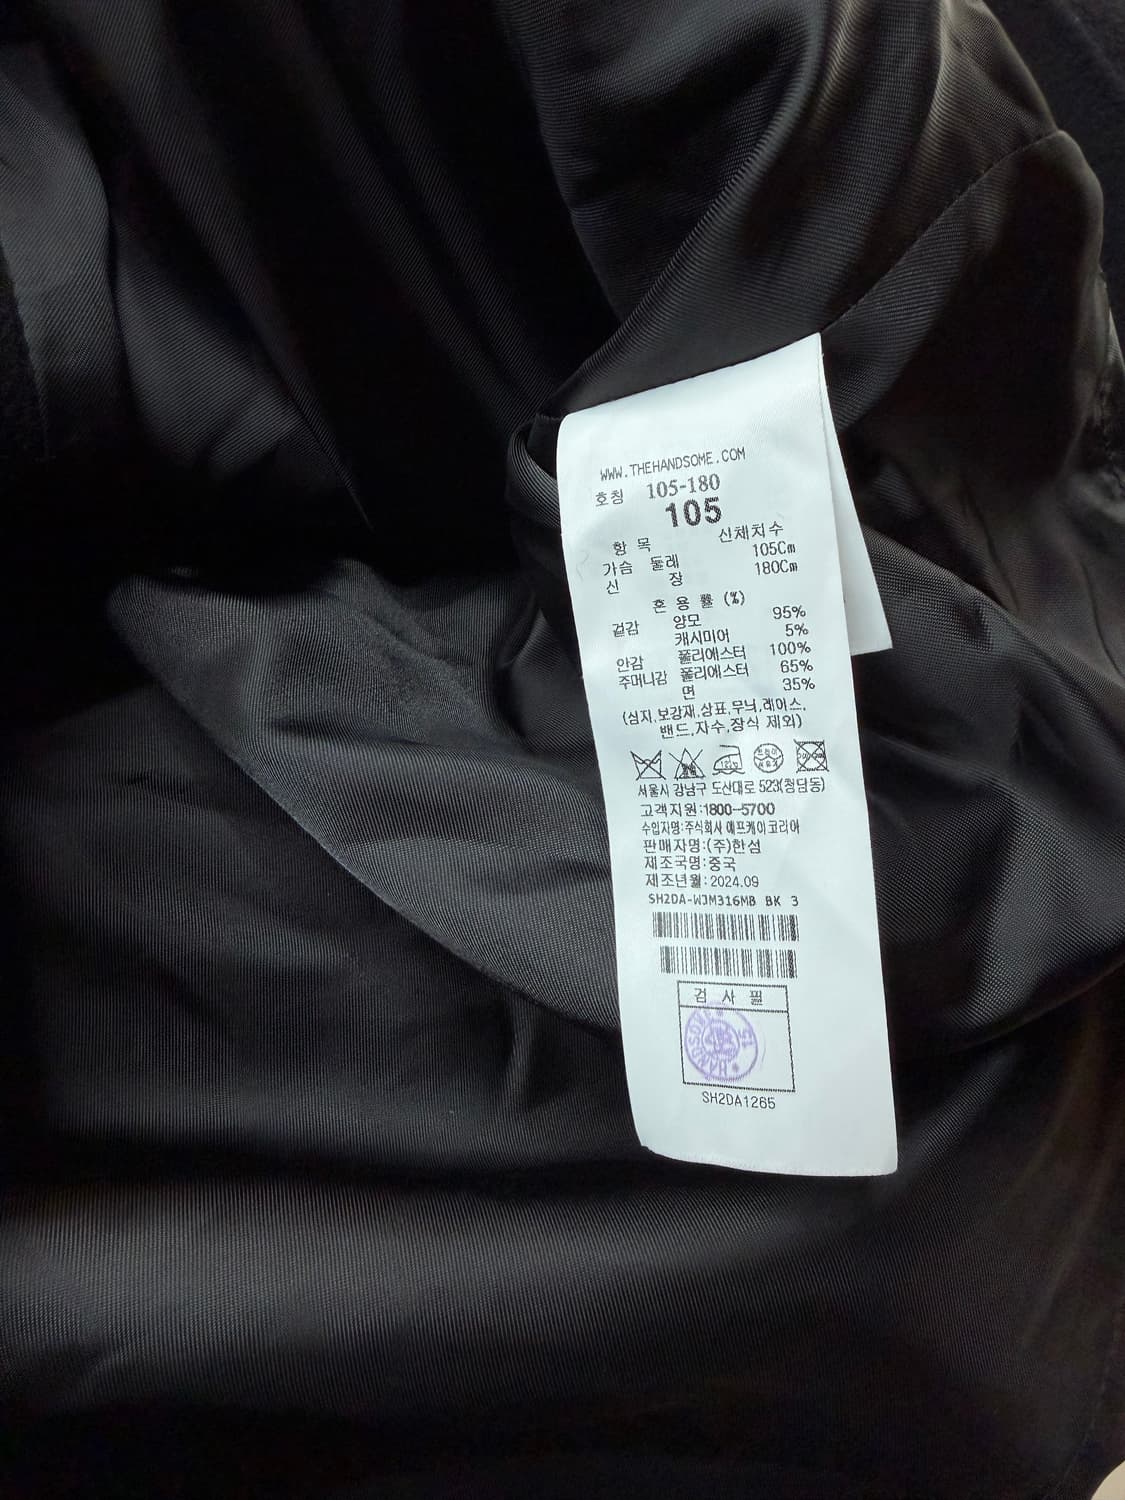 WWW.THEHANDSOME.COM
호칭 105-180
105
항 목 신체치수
가슴 둘레 105Cm
신 장 180Cm
혼 용 률 (%)
겉감 양모 95%
캐시미어 5%
안감 폴리에스터 100%
주머니감 폴리에스터 65%
면 35%
(심지,보강재,상표,무늬,레이스,
밴드,자수,장식 제외)
서울시 강남구 도산대로 523(청담동)
고객지원:1800-5700
수입자명:주식회사 에프케이코리아
판매자명:(주)한섬
제조국명:중국
제조년월:2024.09
SH2DA-WJM316MB BK 3
검 사 필
HANDSOME
15
SH2DA1265